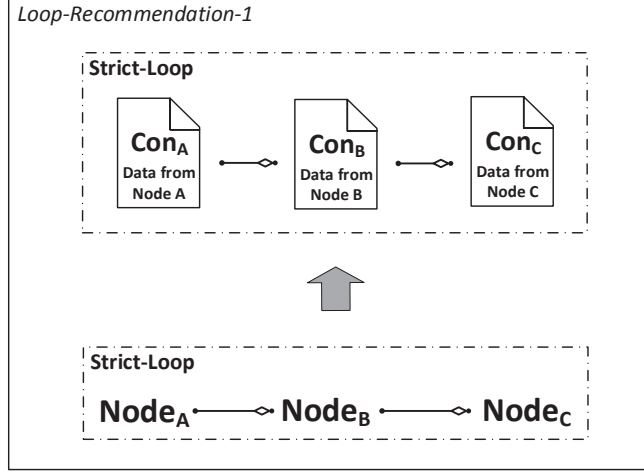 Loop-Recommendation-1
Strict-Loop
ConA ConB ConC
Data from Data from Data from
Node A Node B Node C
Strict-Loop
NodeA NodeB NodeC